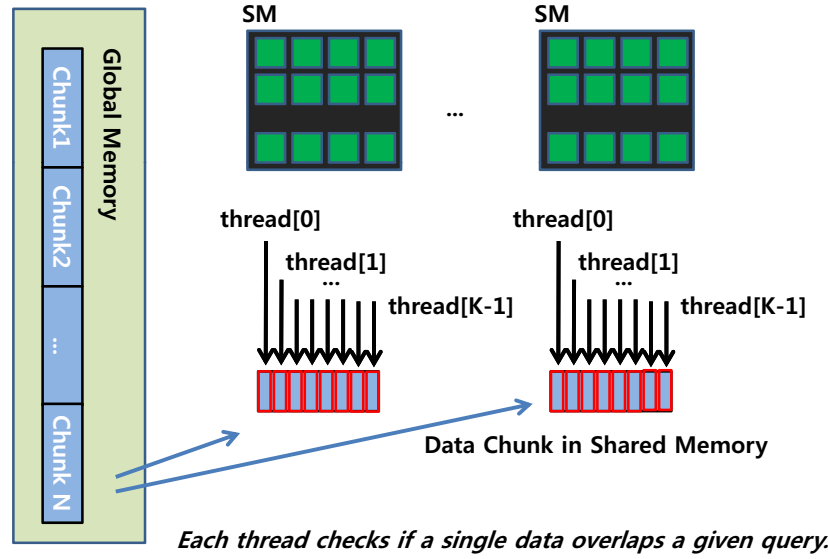 Global Memory
Chunk1
Chunk2
...
Chunk N
SM
SM
...
thread[0]
thread[1]
...
thread[K-1]
thread[0]
thread[1]
...
thread[K-1]
Data Chunk in Shared Memory
Each thread checks if a single data overlaps a given query.